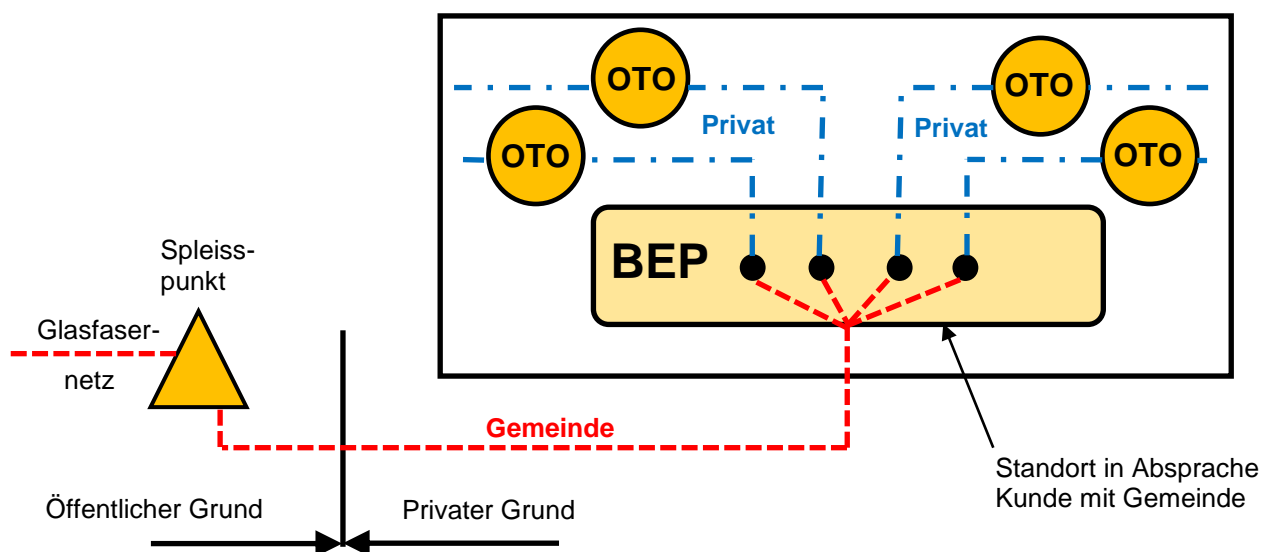 OTO
OTO
Privat
Privat
OTO
OTO
BEP
Spleiss-
punkt
Glasfaser-
netz
Gemeinde
Standort in Absprache
Kunde mit Gemeinde
Öffentlicher Grund
Privater Grund